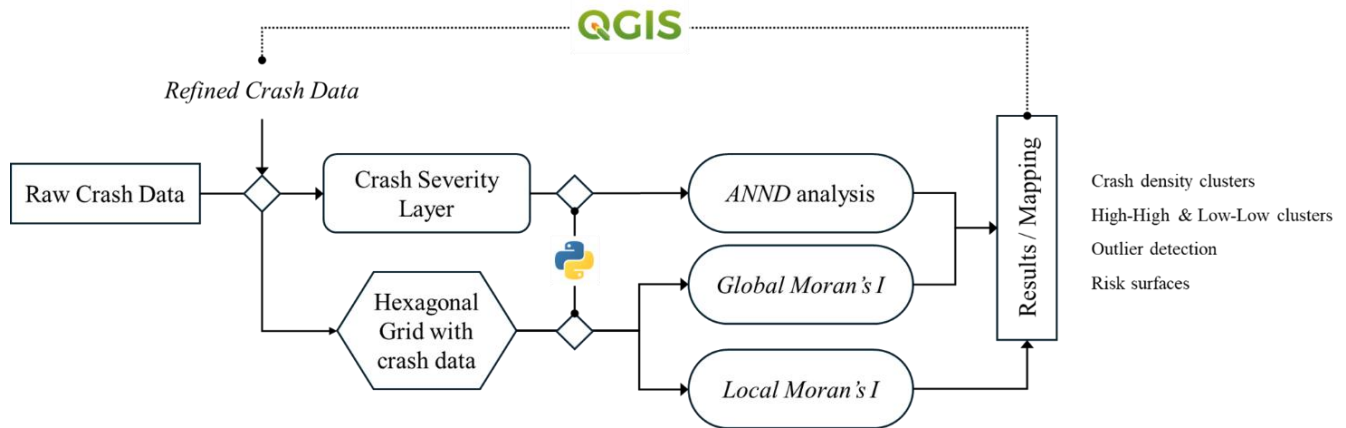 QGIS
Refined Crash Data
Raw Crash Data
Crash Severity
Layer
Hexagonal
Grid with
crash data
ANND analysis
Global Moran's I
Local Moran's I
Results / Mapping
Crash density clusters
High-High & Low-Low clusters
Outlier detection
Risk surfaces